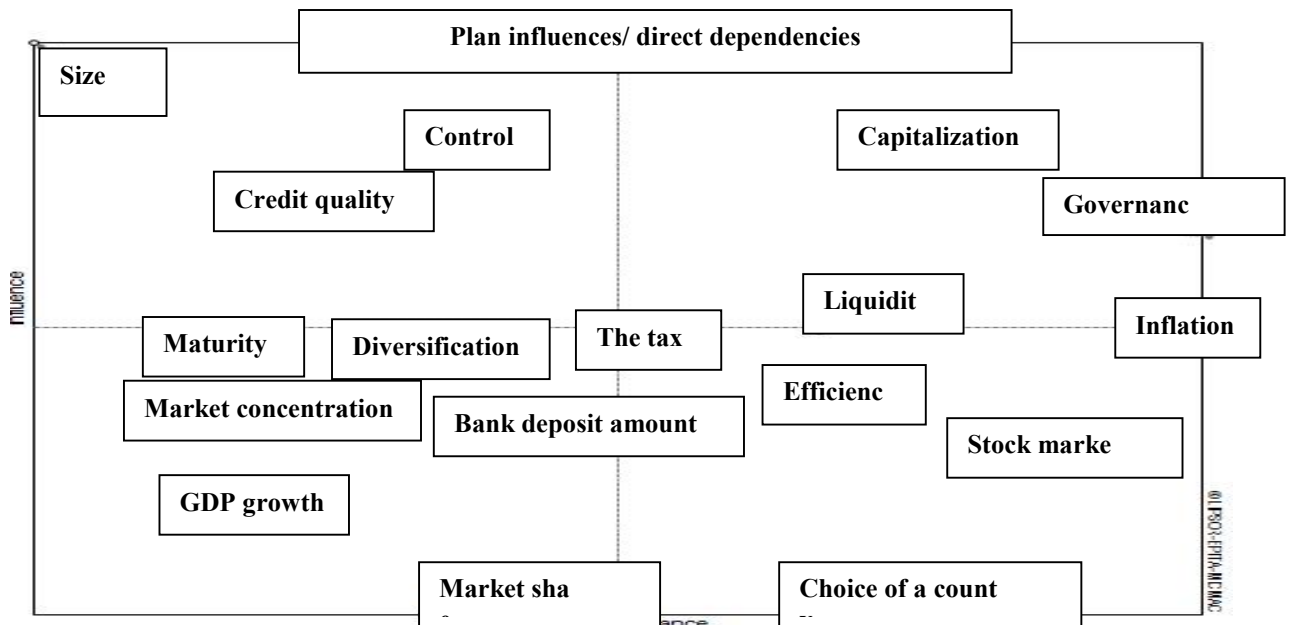 Plan influences/ direct dependencies
Size
Control
Capitalization
Credit quality
Governanc
Liquidit
Inflation
Maturity
Diversification
The tax
Market concentration
Bank deposit amount
Efficienc
Stock marke
GDP growth
Market sha
Choice of a count